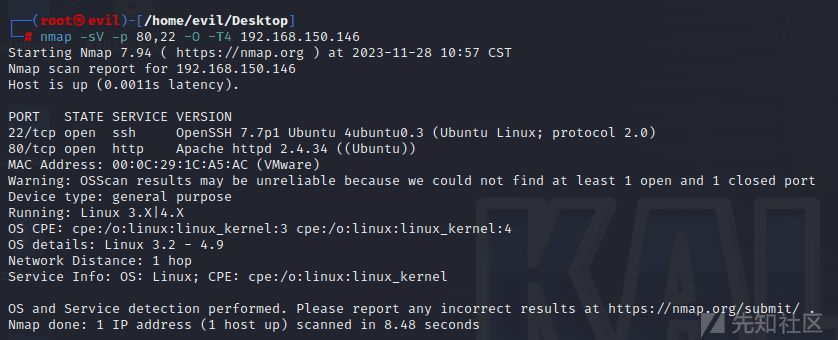 ┌──(root㉿evil)-[/home/evil/Desktop]
└─# nmap -sV -p 80,22 -O -T4 192.168.150.146
Starting Nmap 7.94 ( https://nmap.org ) at 2023-11-28 10:57 CST
Nmap scan report for 192.168.150.146
Host is up (0.0011s latency).
PORT   STATE SERVICE VERSION
22/tcp open  ssh     OpenSSH 7.7p1 Ubuntu 4ubuntu0.3 (Ubuntu Linux; protocol 2.0)
80/tcp open  http    Apache httpd 2.4.34 ((Ubuntu))
MAC Address: 00:0C:29:1C:A5:AC (VMware)
Warning: OSScan results may be unreliable because we could not find at least 1 open and 1 closed port
Device type: general purpose
Running: Linux 3.X|4.X
OS CPE: cpe:/o:linux:linux_kernel:3 cpe:/o:linux:linux_kernel:4
OS details: Linux 3.2 - 4.9
Network Distance: 1 hop
Service Info: OS: Linux; CPE: cpe:/o:linux:linux_kernel
OS and Service detection performed. Please report any incorrect results at https://nmap.org/submit/ .
Nmap done: 1 IP address (1 host up) scanned in 8.48 seconds
KAL
先知社区